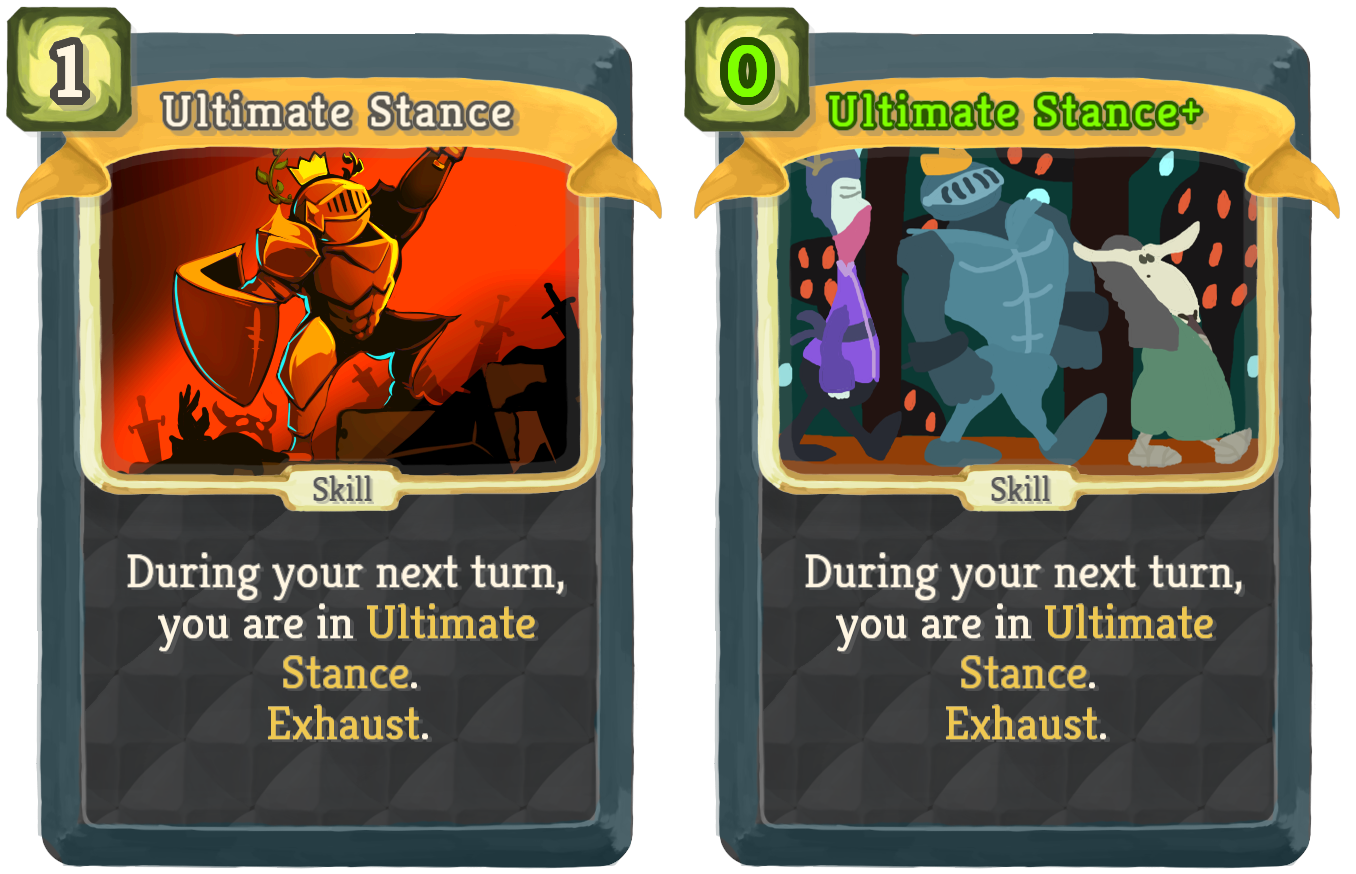 1
Ultimate Stance
Skill
During your next turn,
you are in Ultimate
Stance.
Exhaust.
0
Ultimate Stance+
Skill
During your next turn,
you are in Ultimate
Stance.
Exhaust.